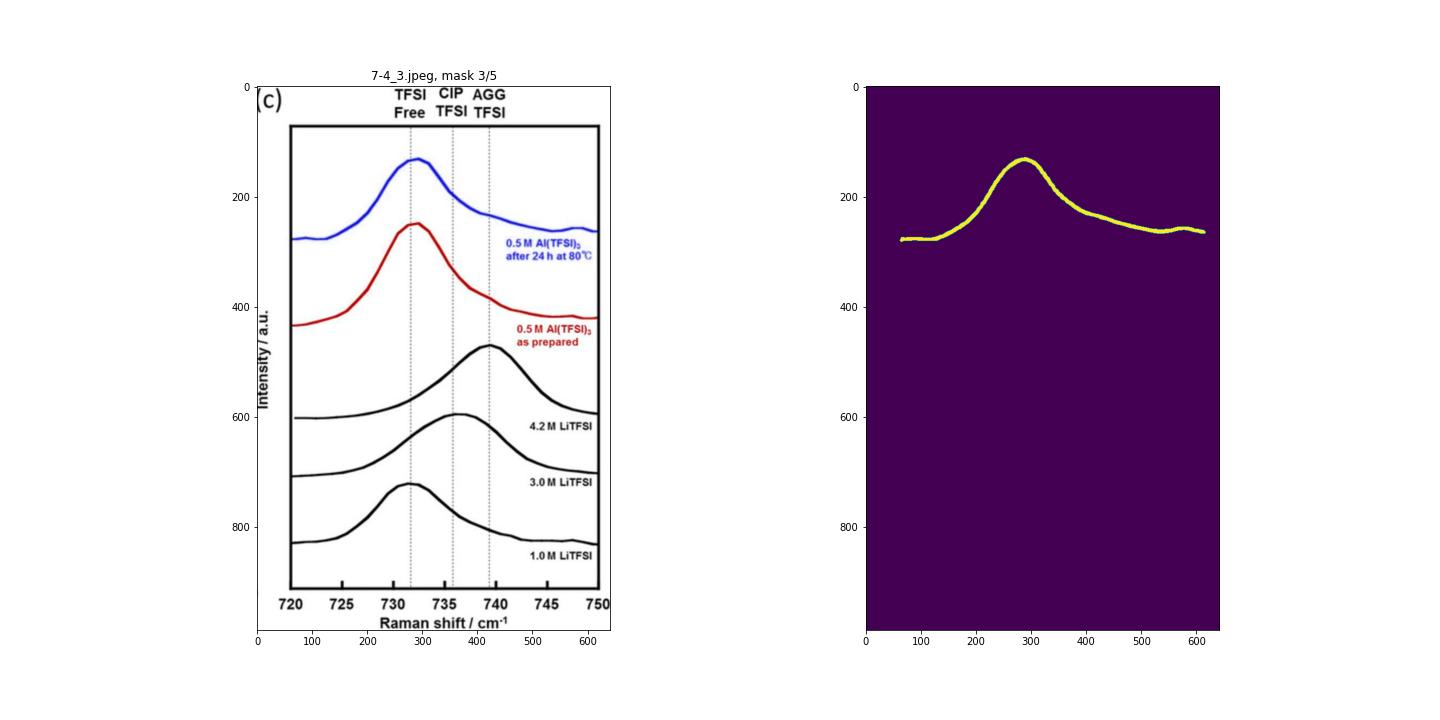 7-4_3.jpeg, mask 3/5
(c)
TFSI CIP AGG
Free TFSI TFSI
0.5 M Al(TFSI)₃
after 24 h at 80℃
0.5 M Al(TFSI)₃
as prepared
4.2 M LiTFSI
3.0 M LiTFSI
1.0 M LiTFSI
Intensity / a.u.
720 725 730 735 740 745 750
Raman shift / cm⁻¹
0
200
400
600
800
0 100 200 300 400 500 600
0
200
400
600
800
0 100 200 300 400 500 600